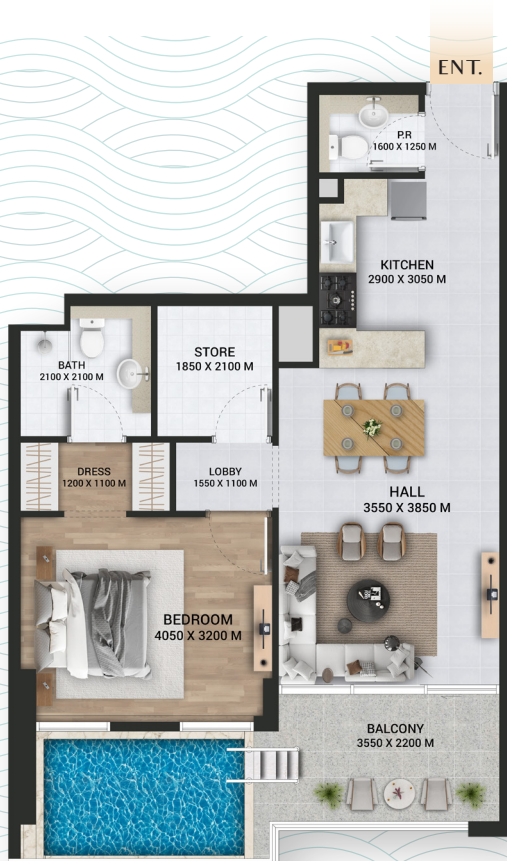 ENT.
P.R
1600 X 1250 M
KITCHEN
2900 X 3050 M
STORE
1850 X 2100 M
BATH
2100 X 2100 M
DRESS
1200 X 1100 M
LOBBY
1550 X 1100 M
HALL
3550 X 3850 M
BEDROOM
4050 X 3200 M
BALCONY
3550 X 2200 M